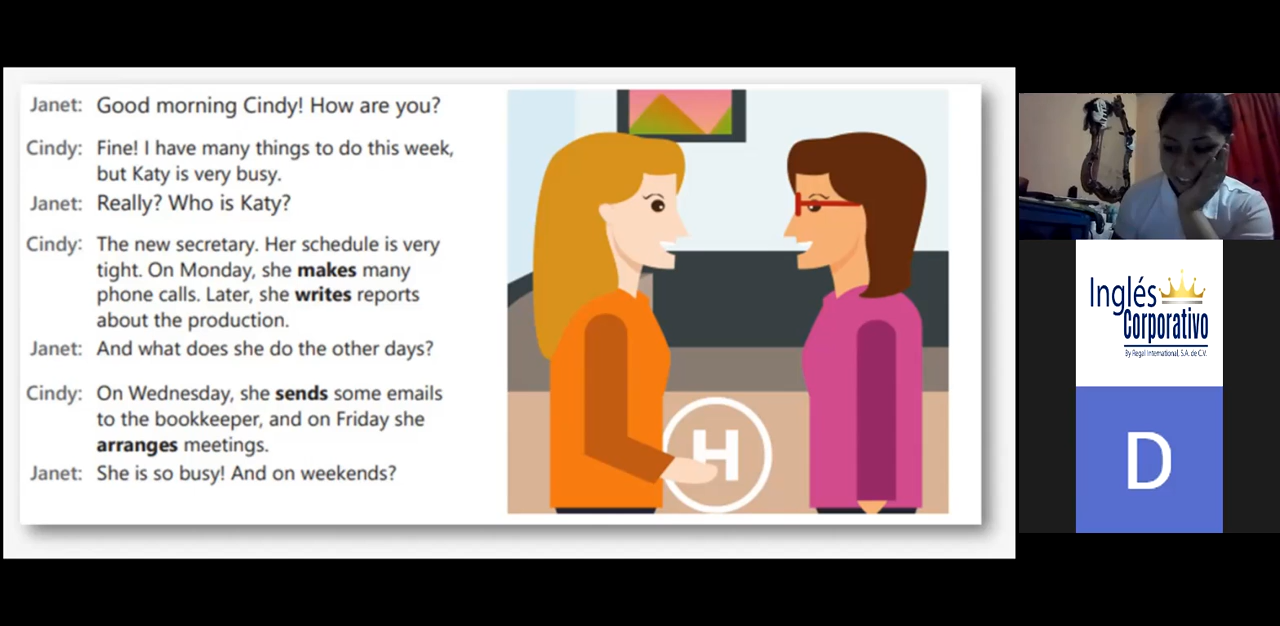 Janet: Good morning Cindy! How are you?
Cindy: Fine! I have many things to do this week,
but Katy is very busy.
Janet: Really? Who is Katy?
Cindy: The new secretary. Her schedule is very
tight. On Monday, she makes many
phone calls. Later, she writes reports
about the production.
Janet: And what does she do the other days?
Cindy: On Wednesday, she sends some emails
to the bookkeeper, and on Friday she
arranges meetings.
Janet: She is so busy! And on weekends?
H
Inglés
Corporativo
By Regal International, S.A. de C.V.
D